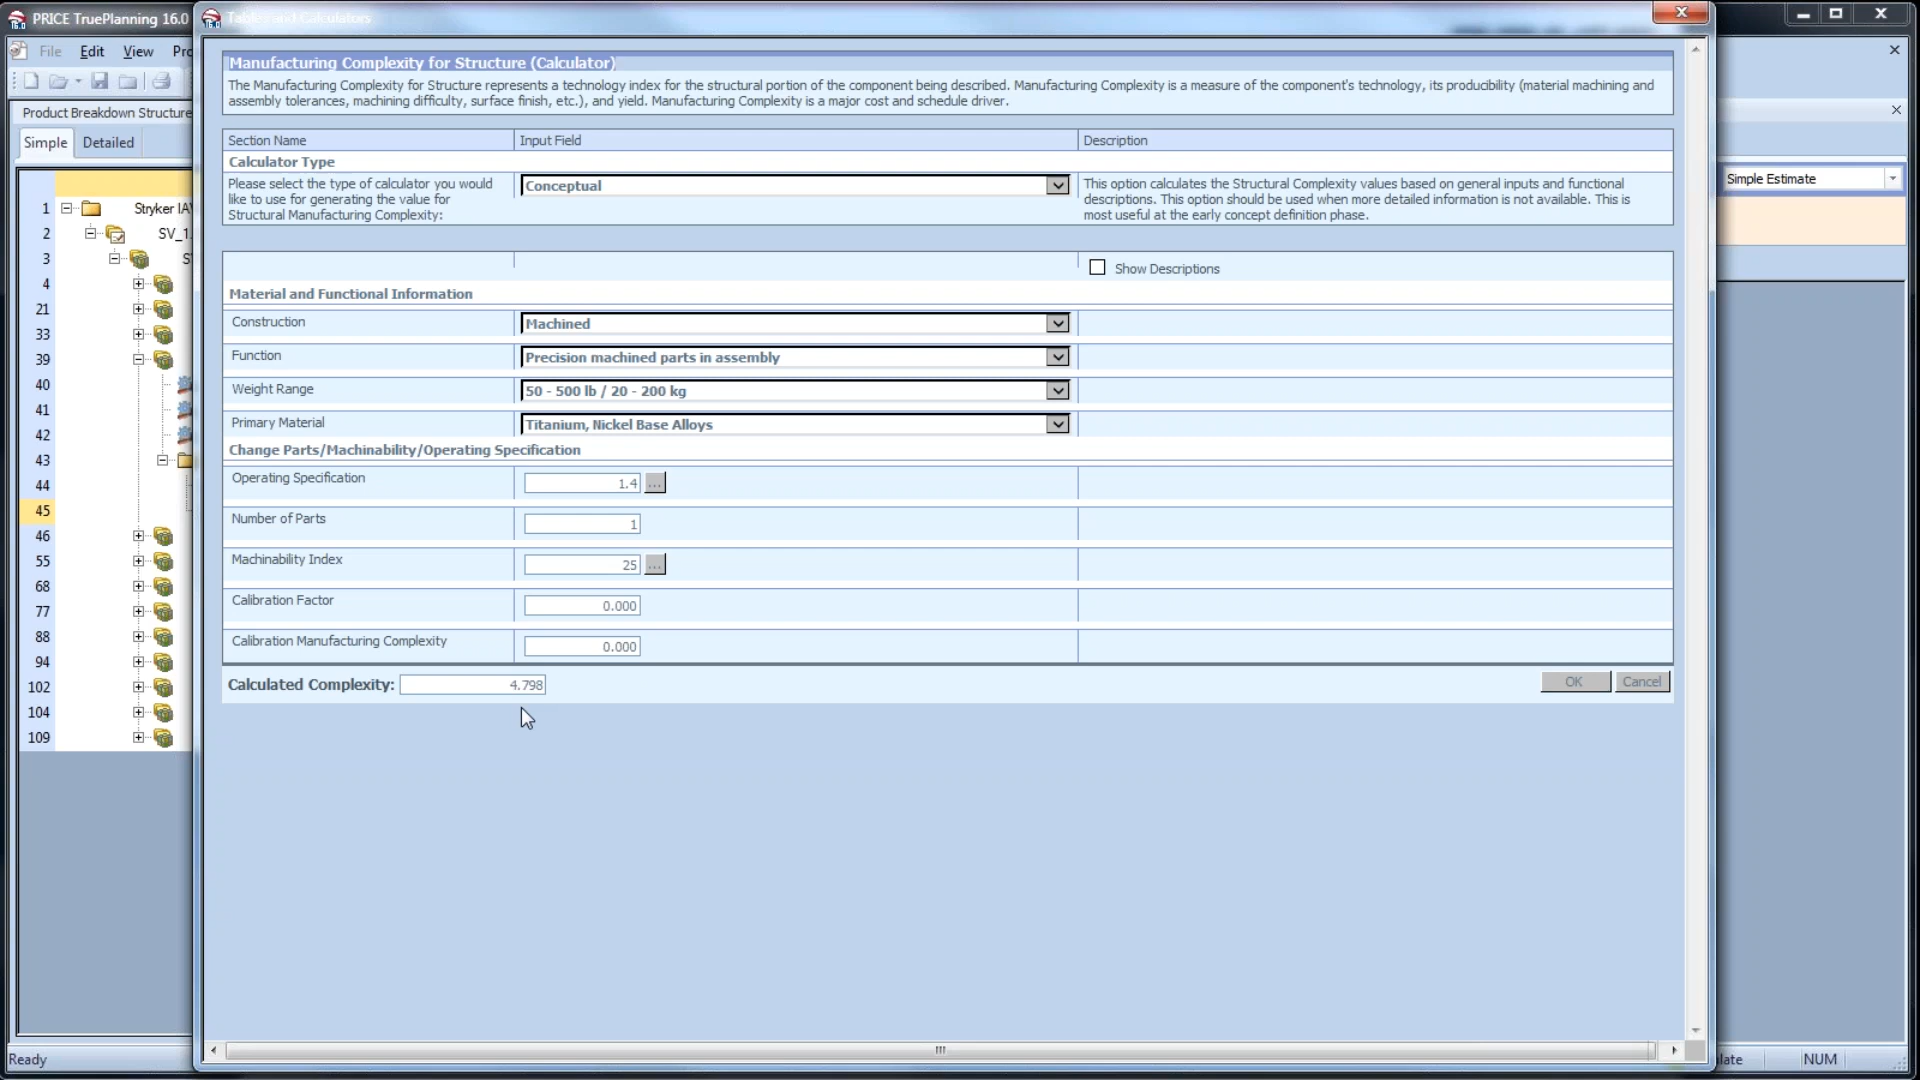 PRICE TruePlanning 16.0
File Edit View
Product Breakdown Structure
Simple Detailed
1 Stryker
2
3
4
21
33
39
40
41
42
43
44
45
46
55
68
77
88
94
102
104
109
Ready
Tables and Calculators
Manufacturing Complexity for Structure (Calculator)
The Manufacturing Complexity for Structure represents a technology index for the structural portion of the component being described. Manufacturing Complexity is a measure of the component's technology, its producibility (material machining and
assembly tolerances, machining difficulty, surface finish, etc.), and yield. Manufacturing Complexity is a major cost and schedule driver.
Section Name Input Field Description
Calculator Type
Please select the type of calculator you would
like to use for generating the value for
Structural Manufacturing Complexity:
Conceptual
This option calculates the Structural Complexity values based on general inputs and functional
descriptions. This option should be used when more detailed information is not available. This is
most useful at the early concept definition phase.
Show Descriptions
Material and Functional Information
Construction Machined
Function Precision machined parts in assembly
Weight Range 50 - 500 lb / 20 - 200 kg
Primary Material Titanium, Nickel Base Alloys
Change Parts/Machinability/Operating Specification
Operating Specification 1.4 ...
Number of Parts 1
Machinability Index 25 ...
Calibration Factor 0.000
Calibration Manufacturing Complexity 0.000
Calculated Complexity: 4.798
OK Cancel
Simple Estimate
NUM